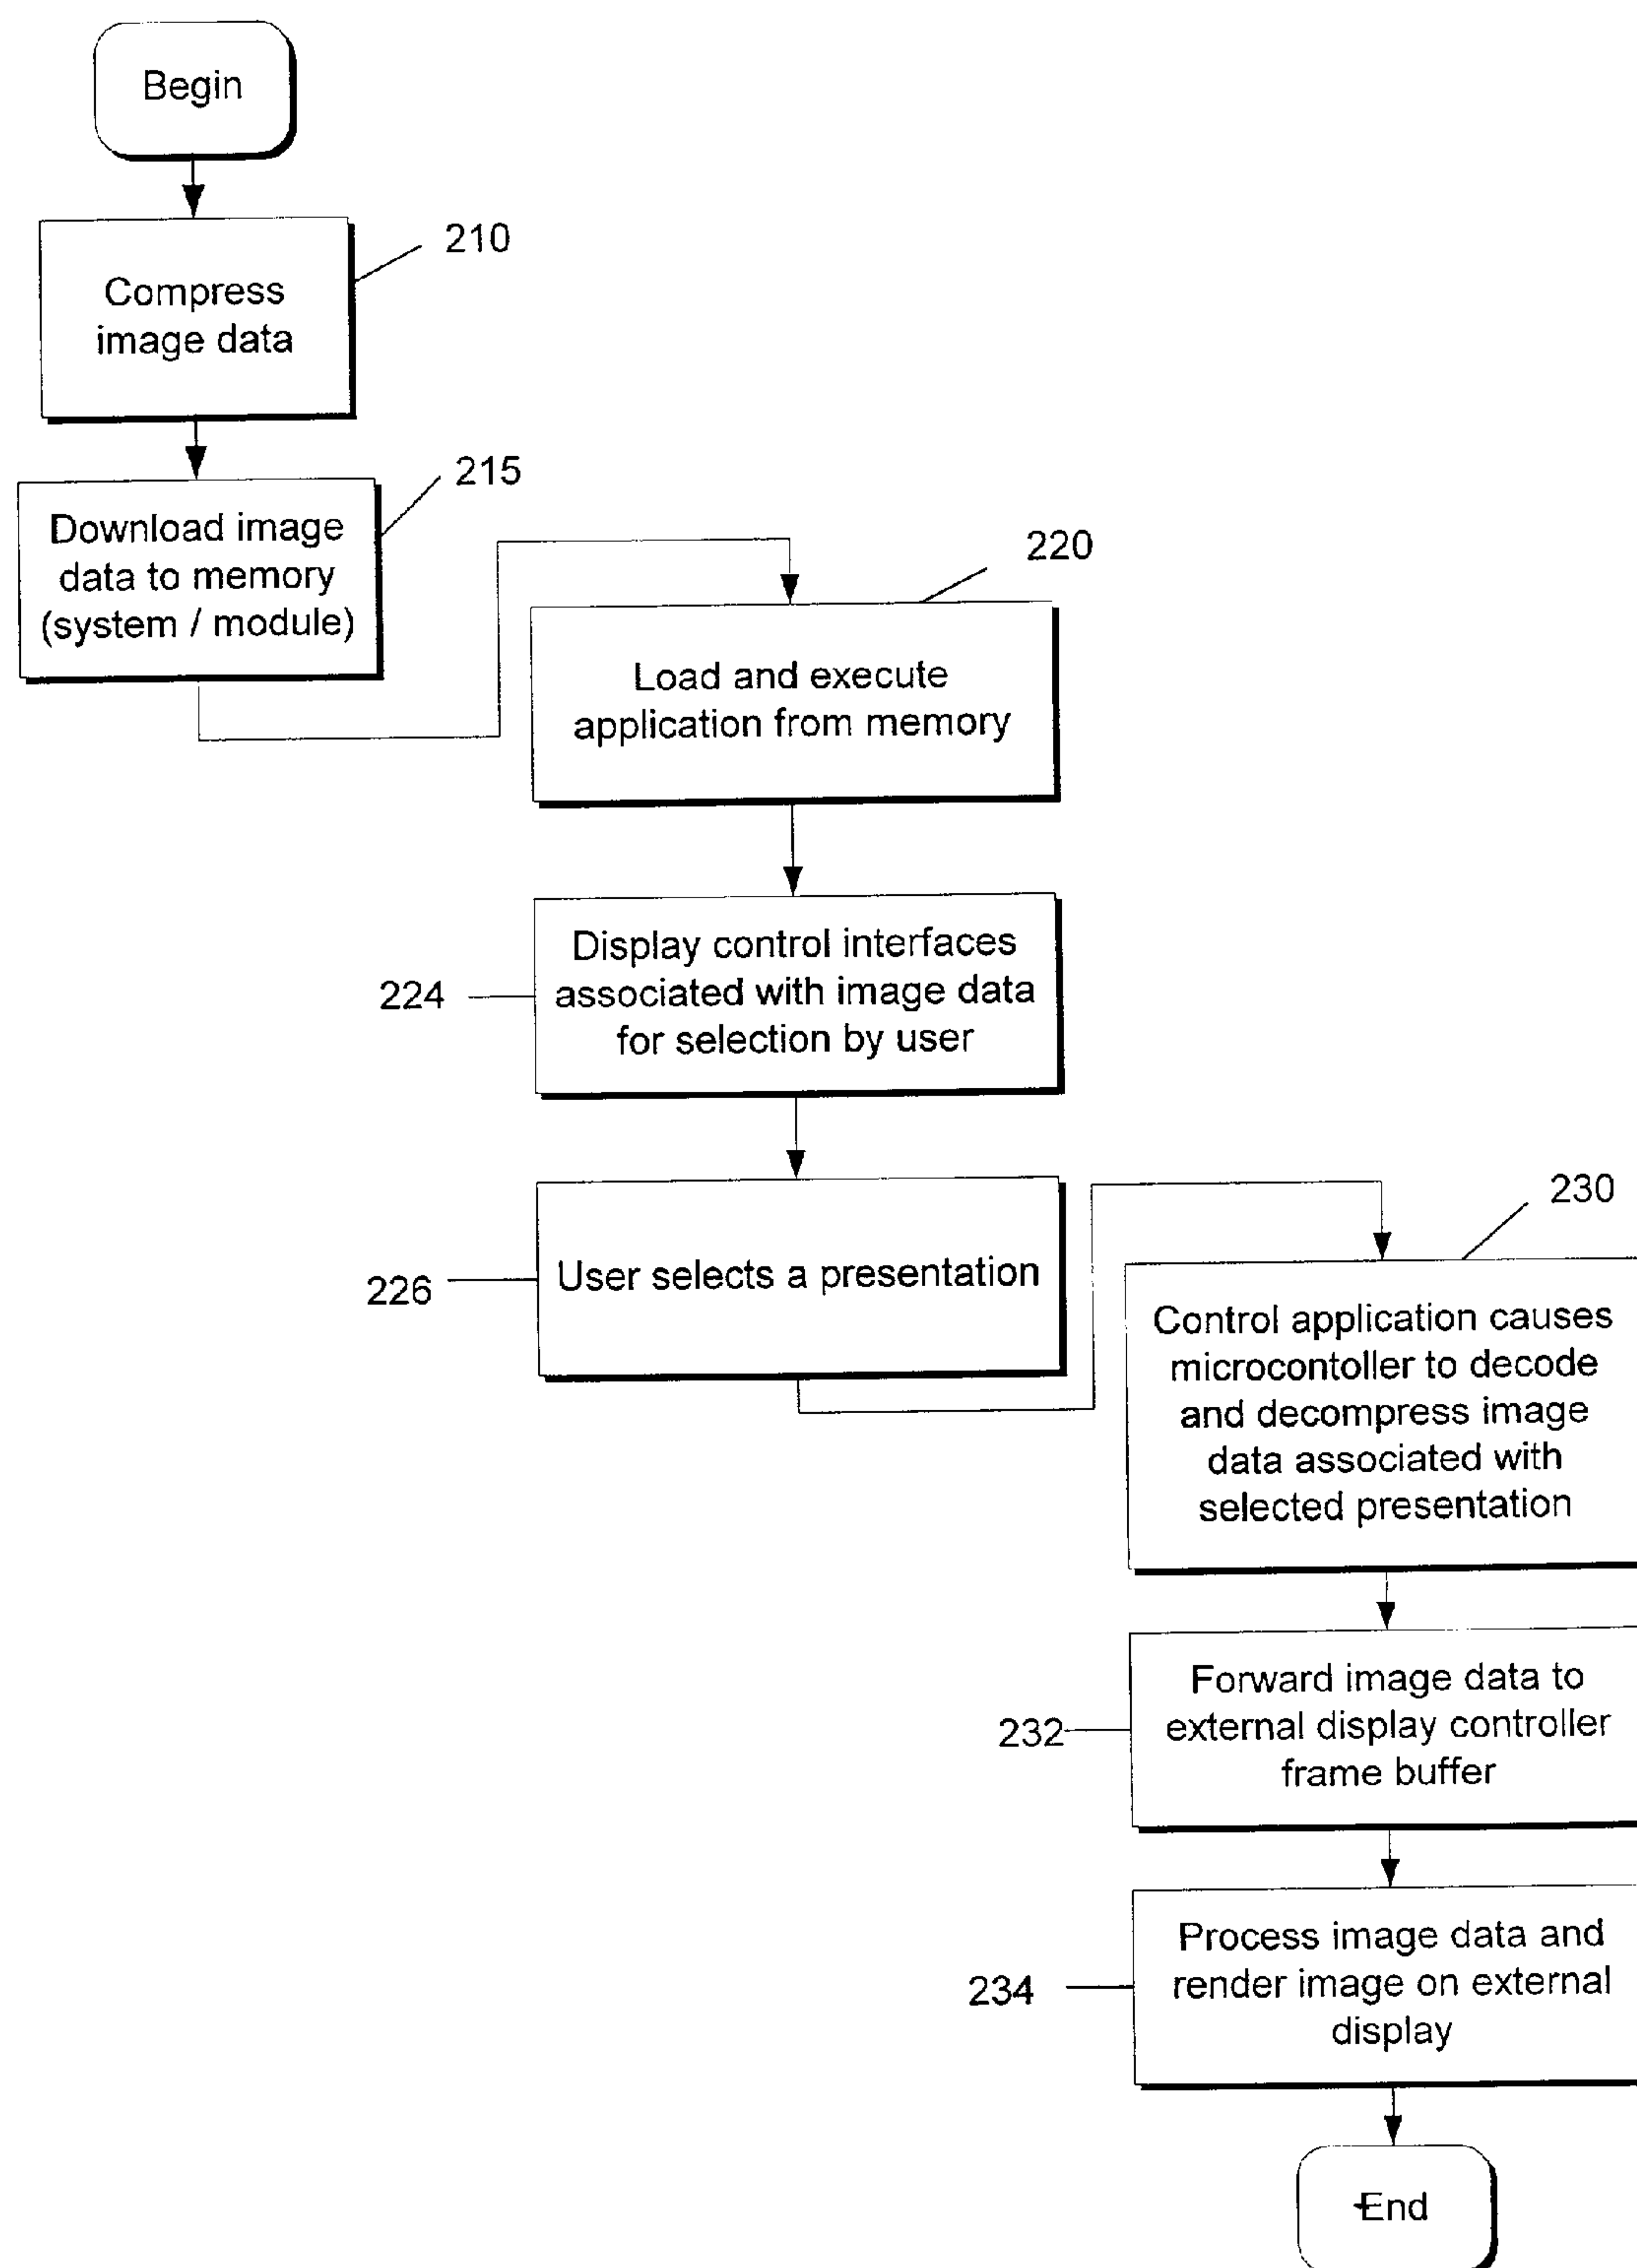 Begin
210
Compress
image data
215
Download image
data to memory
(system / module)
220
Load and execute
application from memory
224
Display control interfaces
associated with image data
for selection by user
226
User selects a presentation
230
Control application causes
microcontoller to decode
and decompress image
data associated with
selected presentation
232
Forward image data to
external display controller
frame buffer
234
Process image data and
render image on external
display
End